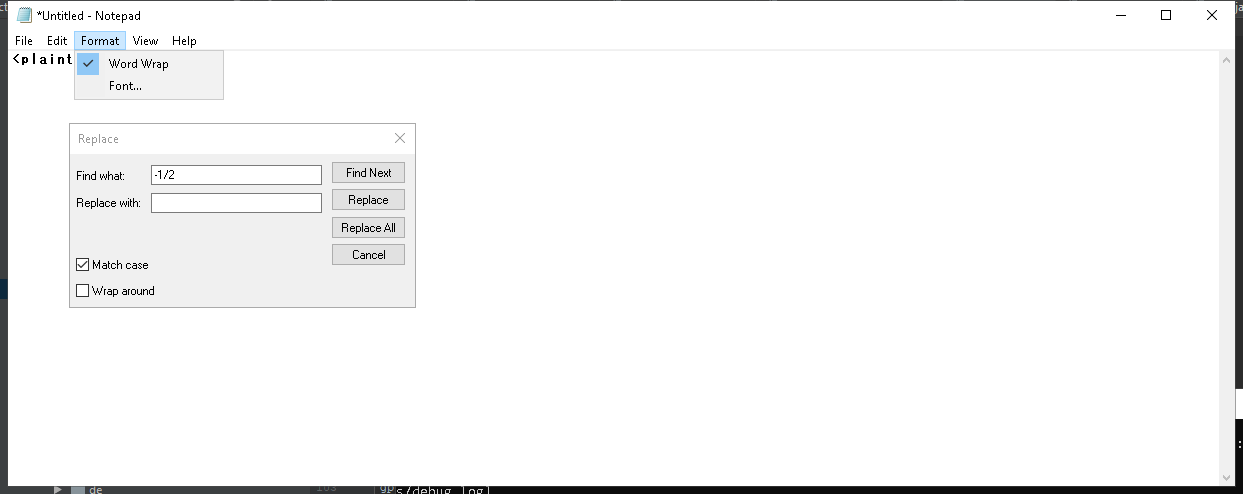 *Untitled - Notepad
File Edit Format View Help
<plaint
Word Wrap
Font...
Replace
Find what: -1/2 Find Next
Replace with: Replace
Replace All
Cancel
Match case
Wrap around
de
s/debug log